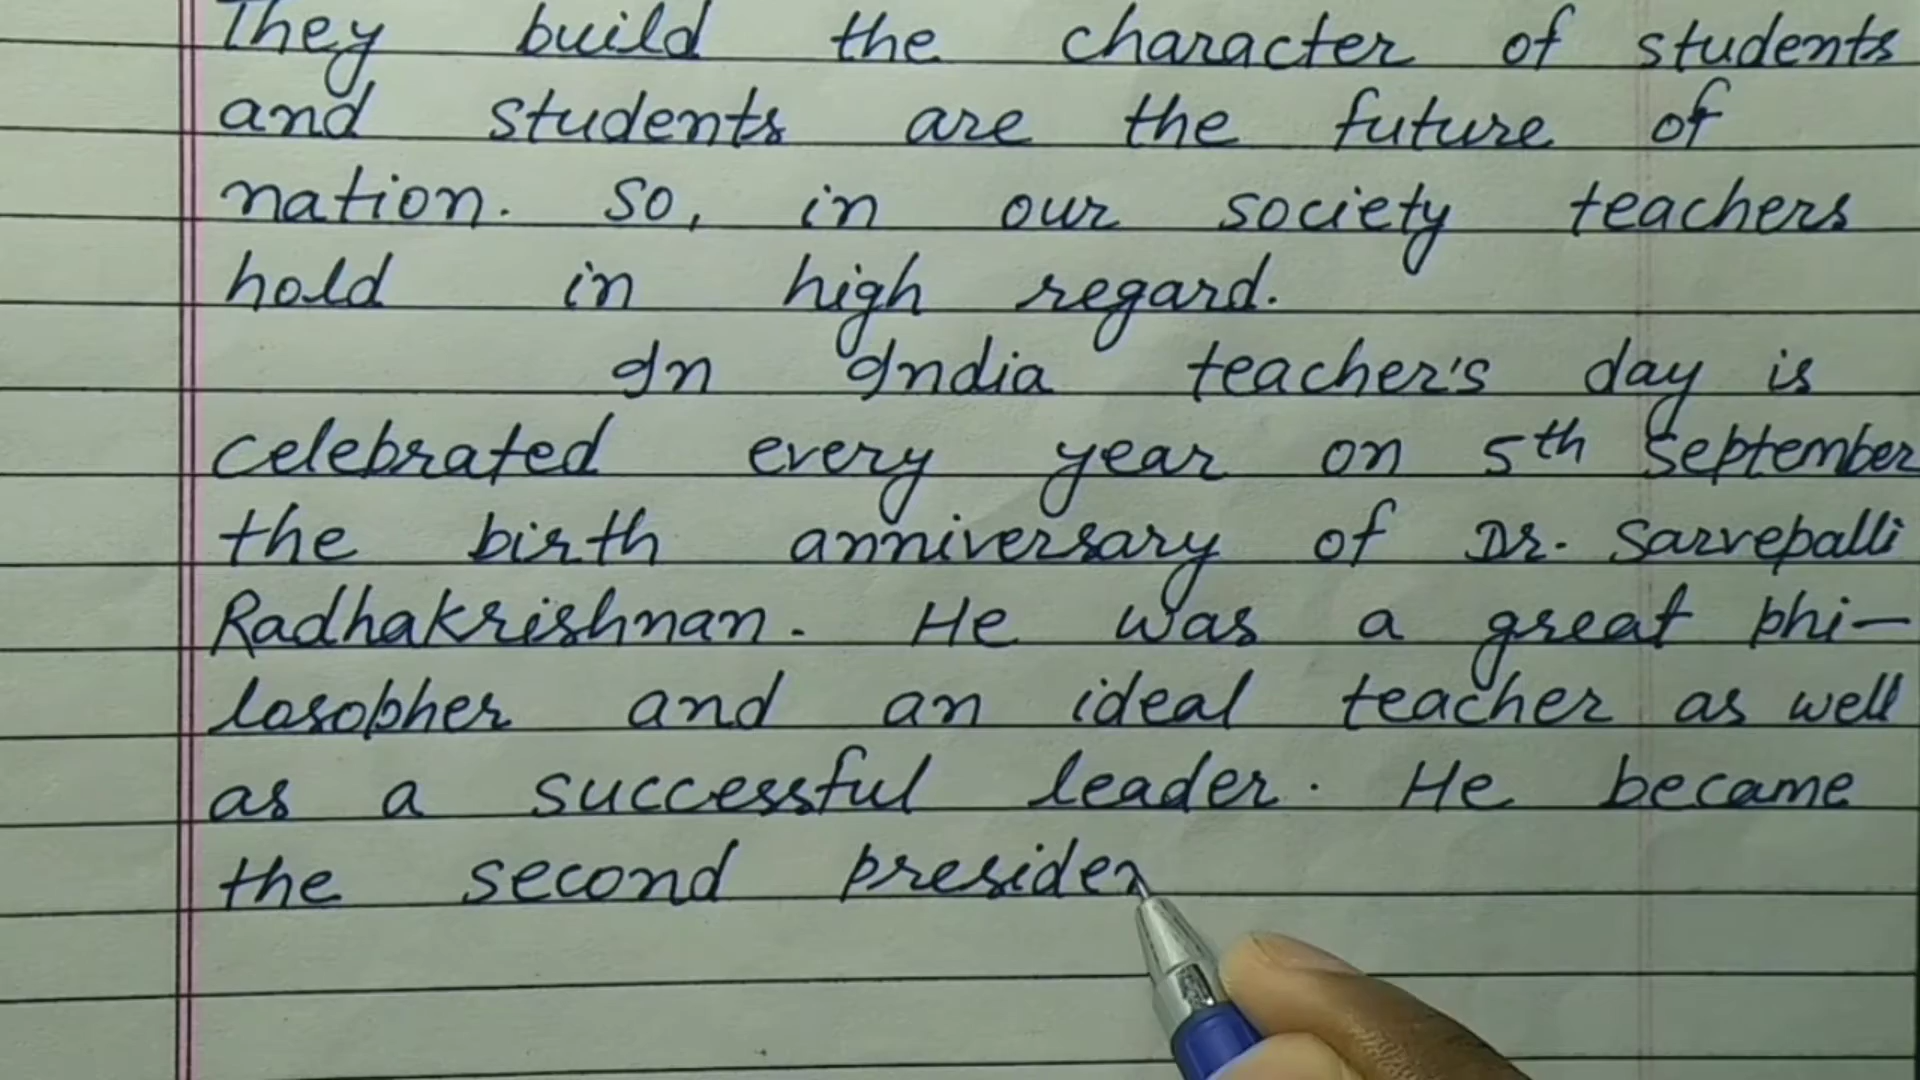 They build the character of students
and students are the future of
nation. So, in our society teachers
hold in high regard.
In India teacher's day is
celebrated every year on 5th September
the birth anniversary of Dr. Sarvepalli
Radhakrishnan. He was a great phi-
losopher and an ideal teacher as well
as a successful leader. He became
the second presiden